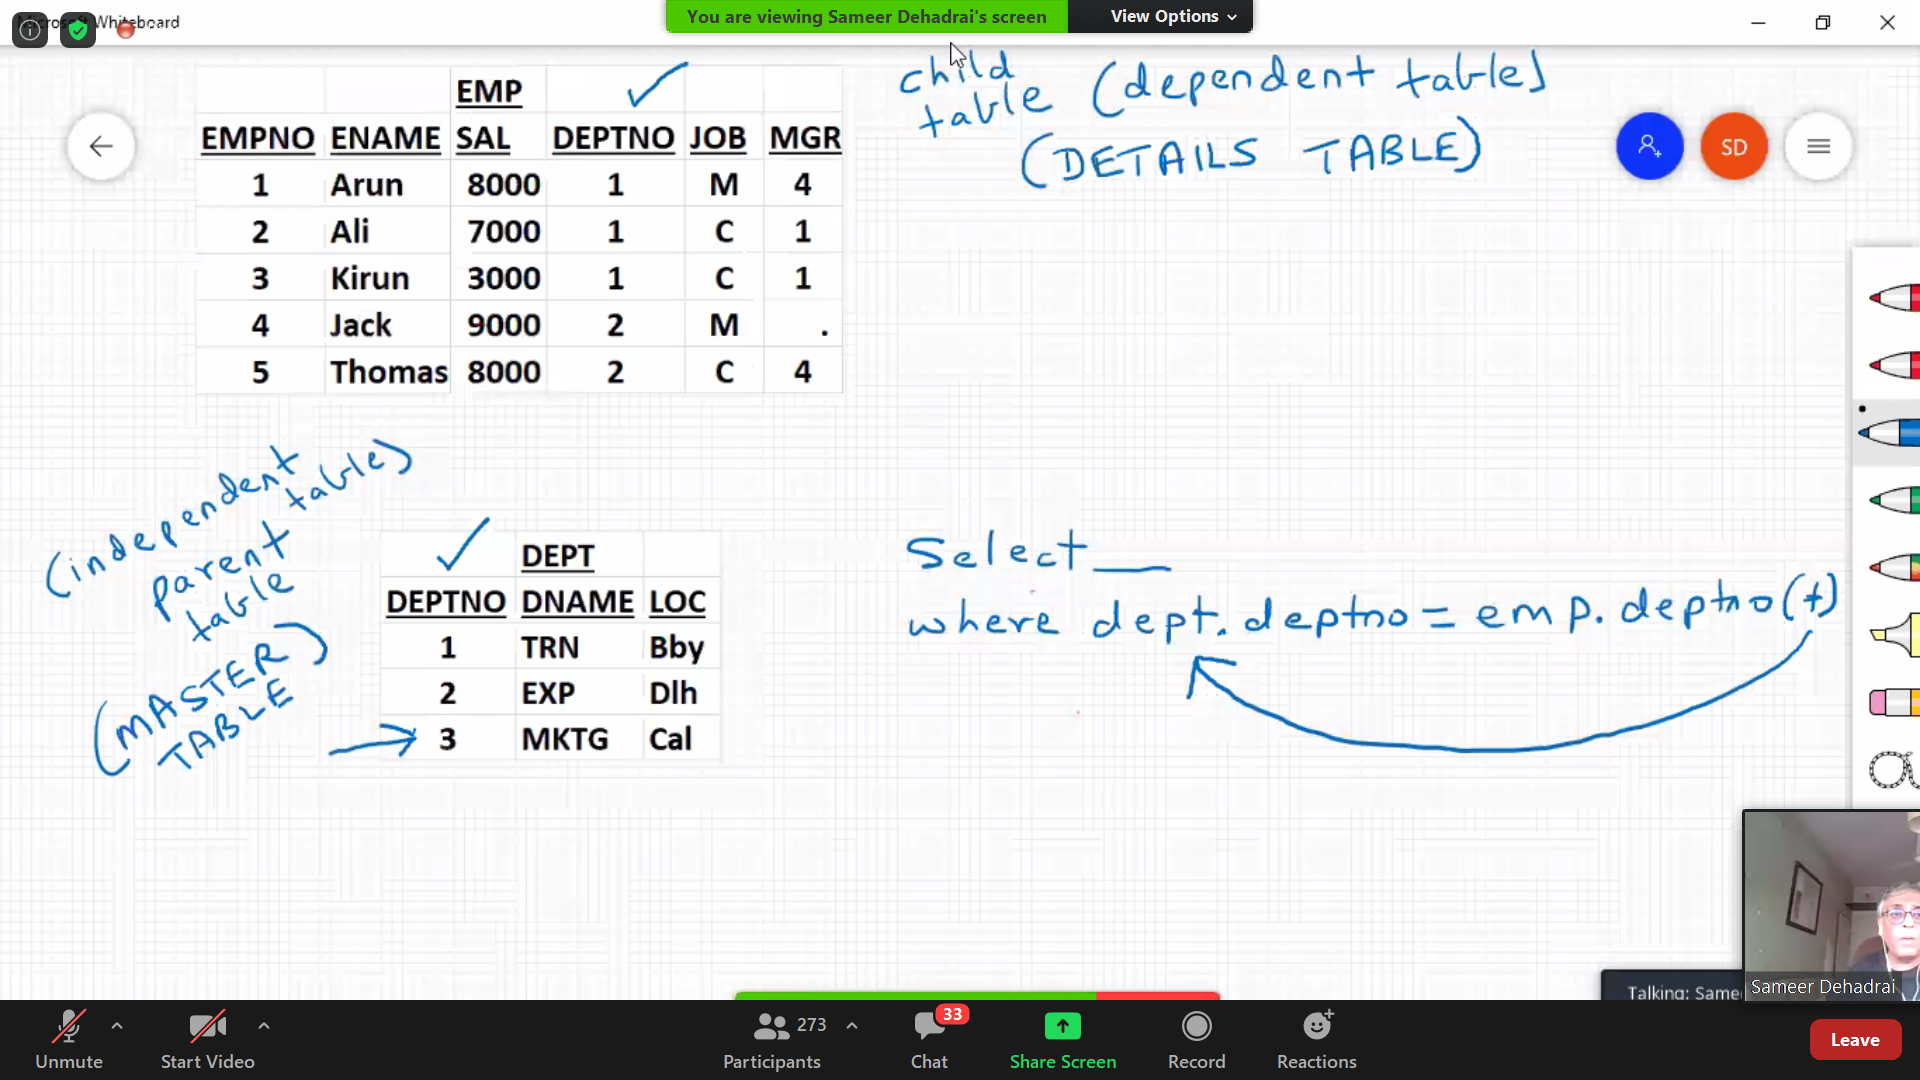 Microsoft Whiteboard
You are viewing Sameer Dehadrai's screen
View Options
EMP
EMPNO ENAME SAL DEPTNO JOB MGR
1 Arun 8000 1 M 4
2 Ali 7000 1 C 1
3 Kirun 3000 1 C 1
4 Jack 9000 2 M .
5 Thomas 8000 2 C 4
child
table (dependent table)
(DETAILS TABLE)
SD
(independent
table)
parent
table
(MASTER
TABLE)
DEPT
DEPTNO DNAME LOC
1 TRN Bby
2 EXP Dlh
3 MKTG Cal
Select ___
where dept.deptno = emp.deptno(+)
Sameer Dehadrai
Talking: Same
Unmute
Start Video
273
Participants
33
Chat
Share Screen
Record
Reactions
Leave